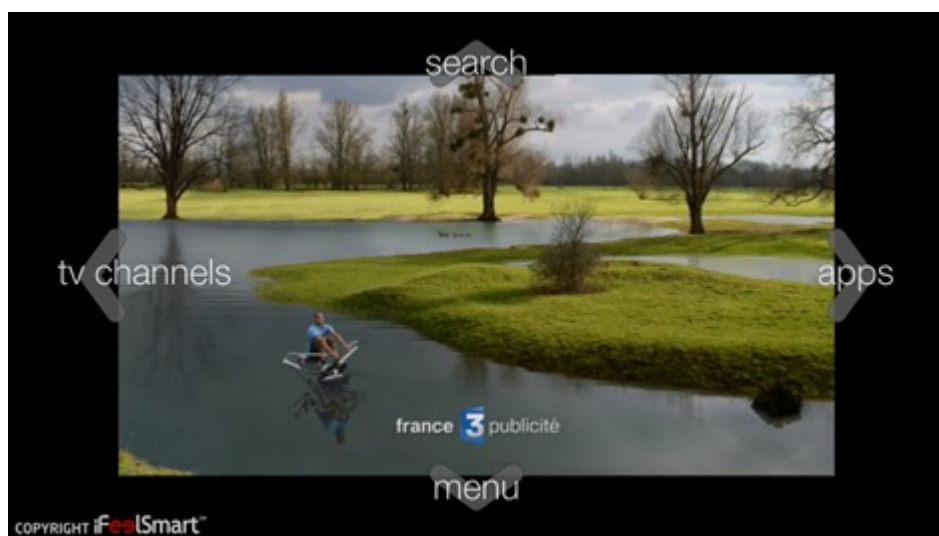 search
tv channels
apps
france 3 publicité
menu
COPYRIGHT iFeelSmart™